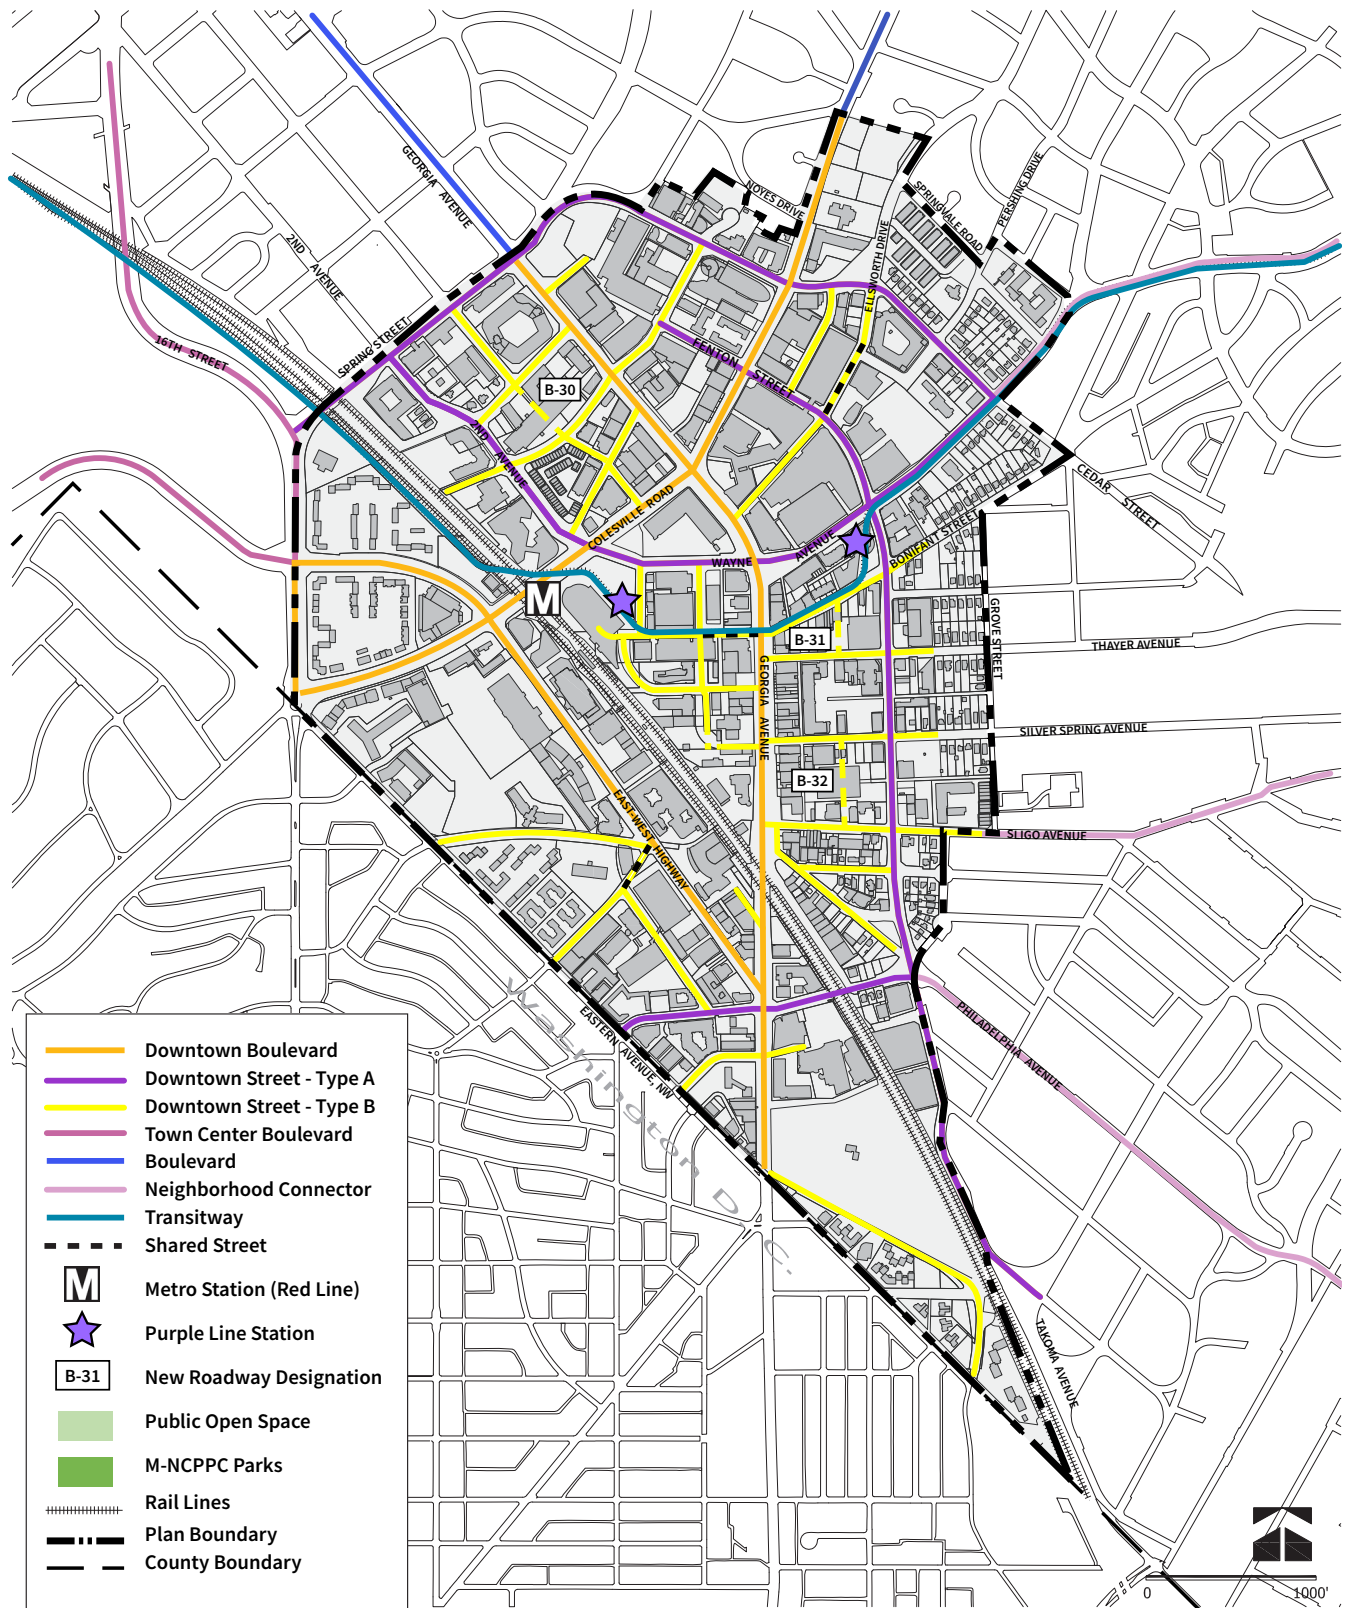 GEORGIA AVENUE
NOYES DRIVE
SPRINGVALE ROAD
PERSHING DRIVE
2ND AVENUE
ELLSWORTH DRIVE
16TH STREET
SPRING STREET
FENTON STREET
B-30
2ND AVENUE
COLESVILLE ROAD
CEDAR STREET
WAYNE AVENUE
BONIFANT STREET
M
B-31
GROVE STREET
THAYER AVENUE
GEORGIA AVENUE
SILVER SPRING AVENUE
B-32
EAST-WEST HIGHWAY
SLIGO AVENUE
Washington D.C.
EASTERN AVENUE, NW
PHILADELPHIA AVENUE
TAKOMA AVENUE
Downtown Boulevard
Downtown Street - Type A
Downtown Street - Type B
Town Center Boulevard
Boulevard
Neighborhood Connector
Transitway
Shared Street
M Metro Station (Red Line)
Purple Line Station
B-31 New Roadway Designation
Public Open Space
M-NCPPC Parks
Rail Lines
Plan Boundary
County Boundary
0 1000'